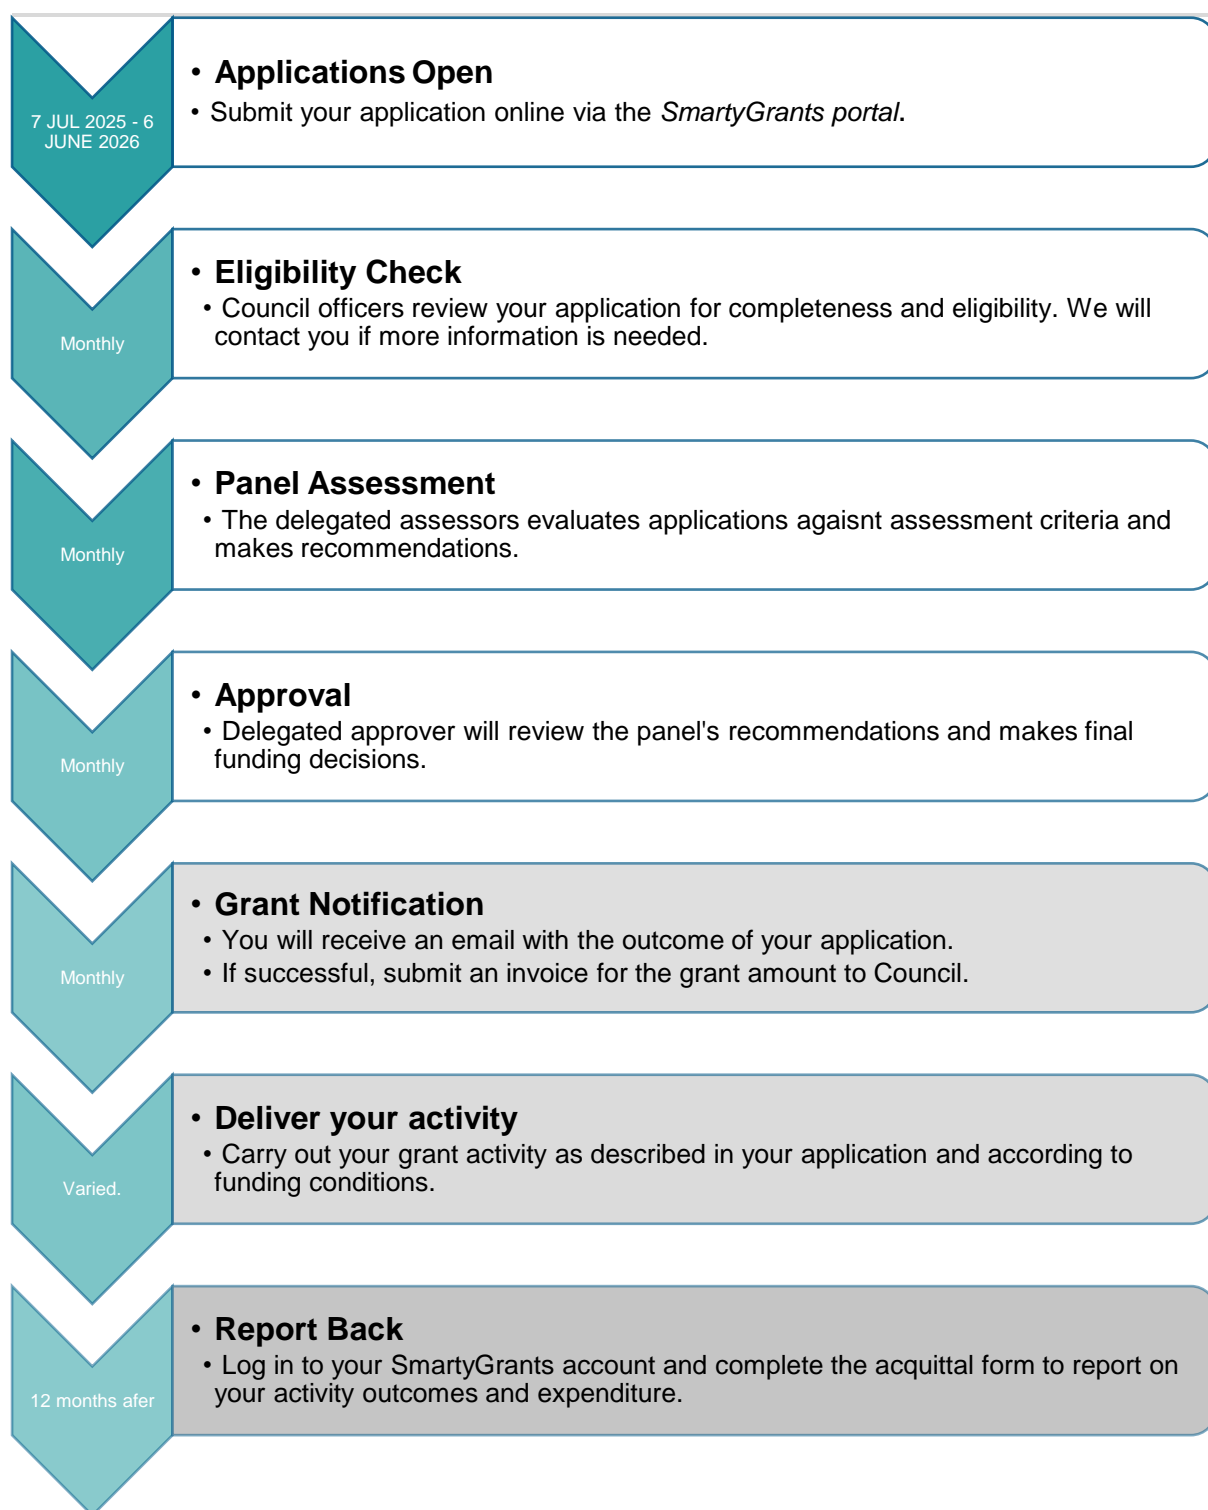 7 JUL 2025 - 6
JUNE 2026
• Applications Open
• Submit your application online via the SmartyGrants portal.
Monthly
• Eligibility Check
• Council officers review your application for completeness and eligibility. We will
contact you if more information is needed.
Monthly
• Panel Assessment
• The delegated assessors evaluates applications agaisnt assessment criteria and
makes recommendations.
Monthly
• Approval
• Delegated approver will review the panel's recommendations and makes final
funding decisions.
Monthly
• Grant Notification
• You will receive an email with the outcome of your application.
• If successful, submit an invoice for the grant amount to Council.
Varied.
• Deliver your activity
• Carry out your grant activity as described in your application and according to
funding conditions.
12 months afer
• Report Back
• Log in to your SmartyGrants account and complete the acquittal form to report on
your activity outcomes and expenditure.